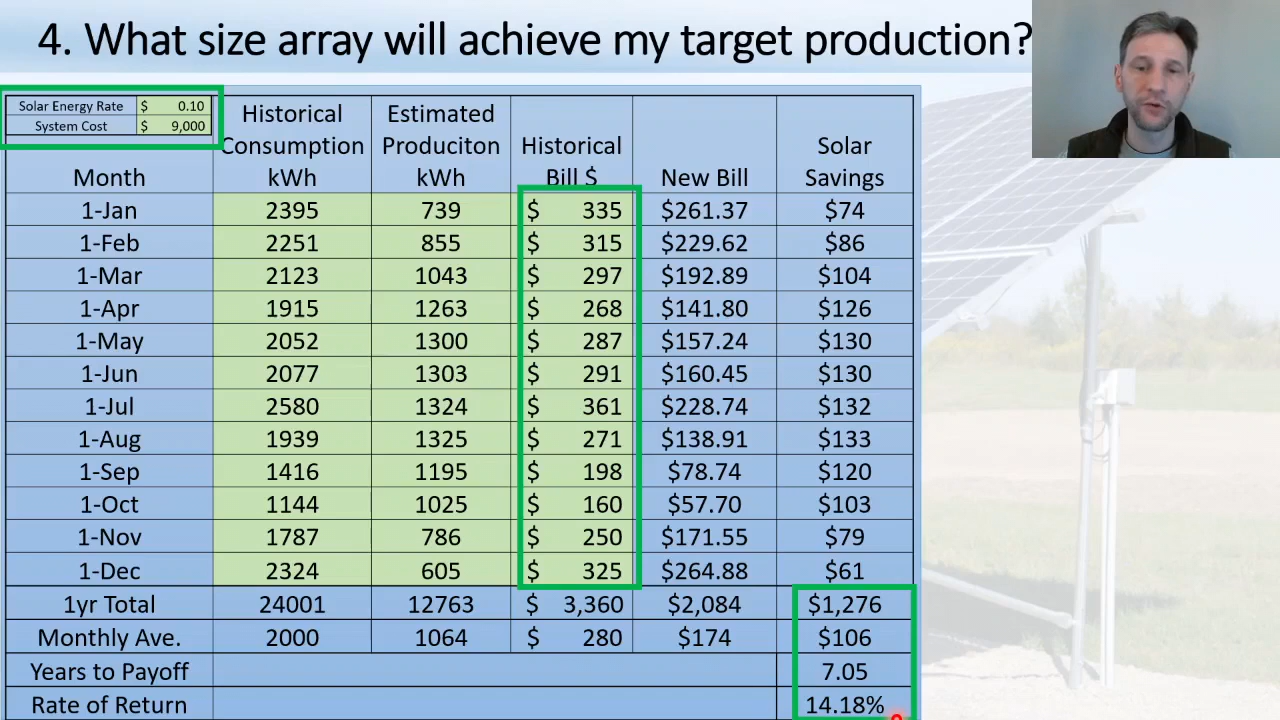 4. What size array will achieve my target production?
Solar Energy Rate $ 0.10
System Cost $ 9,000
Historical Estimated
Consumption Produciton Historical Solar
Month kWh kWh Bill $ New Bill Savings
1-Jan 2395 739 $ 335 $261.37 $74
1-Feb 2251 855 $ 315 $229.62 $86
1-Mar 2123 1043 $ 297 $192.89 $104
1-Apr 1915 1263 $ 268 $141.80 $126
1-May 2052 1300 $ 287 $157.24 $130
1-Jun 2077 1303 $ 291 $160.45 $130
1-Jul 2580 1324 $ 361 $228.74 $132
1-Aug 1939 1325 $ 271 $138.91 $133
1-Sep 1416 1195 $ 198 $78.74 $120
1-Oct 1144 1025 $ 160 $57.70 $103
1-Nov 1787 786 $ 250 $171.55 $79
1-Dec 2324 605 $ 325 $264.88 $61
1yr Total 24001 12763 $ 3,360 $2,084 $1,276
Monthly Ave. 2000 1064 $ 280 $174 $106
Years to Payoff 7.05
Rate of Return 14.18%